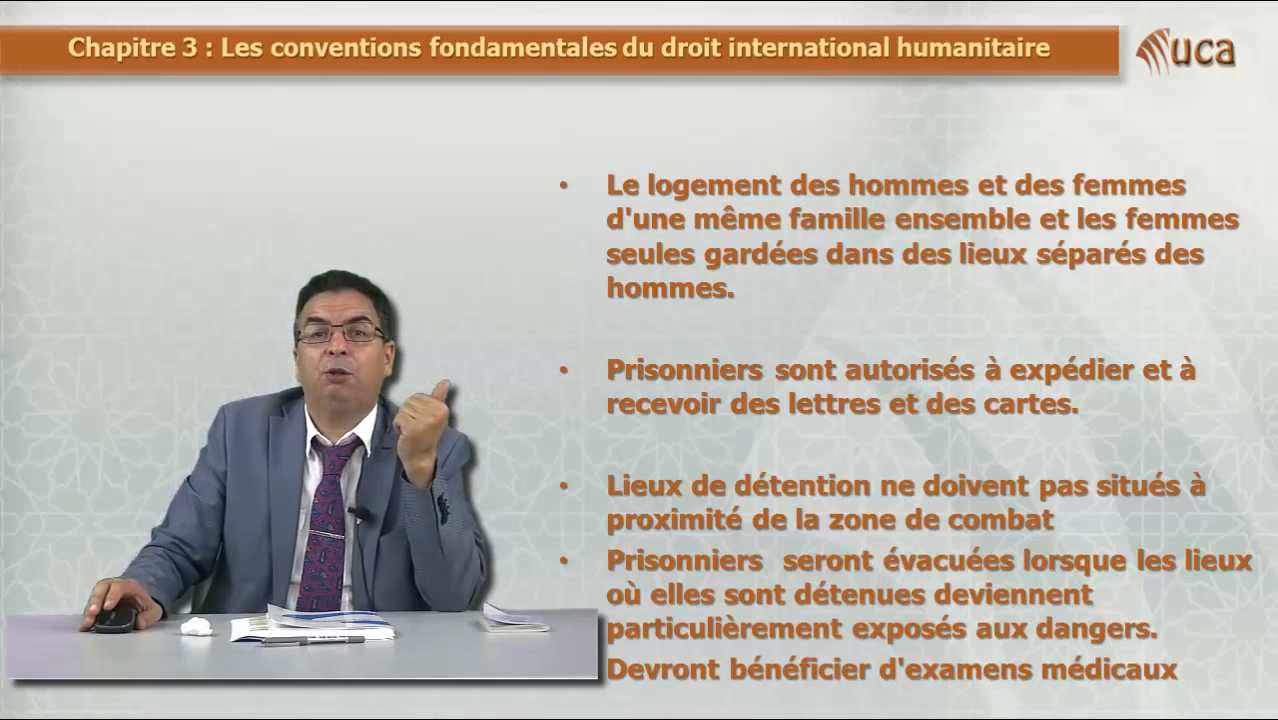 Chapitre 3 : Les conventions fondamentales du droit international humanitaire
uca
• Le logement des hommes et des femmes
d'une même famille ensemble et les femmes
seules gardées dans des lieux séparés des
hommes.
• Prisonniers sont autorisés à expédier et à
recevoir des lettres et des cartes.
• Lieux de détention ne doivent pas situés à
proximité de la zone de combat
• Prisonniers seront évacuées lorsque les lieux
où elles sont détenues deviennent
particulièrement exposés aux dangers.
Devront bénéficier d'examens médicaux